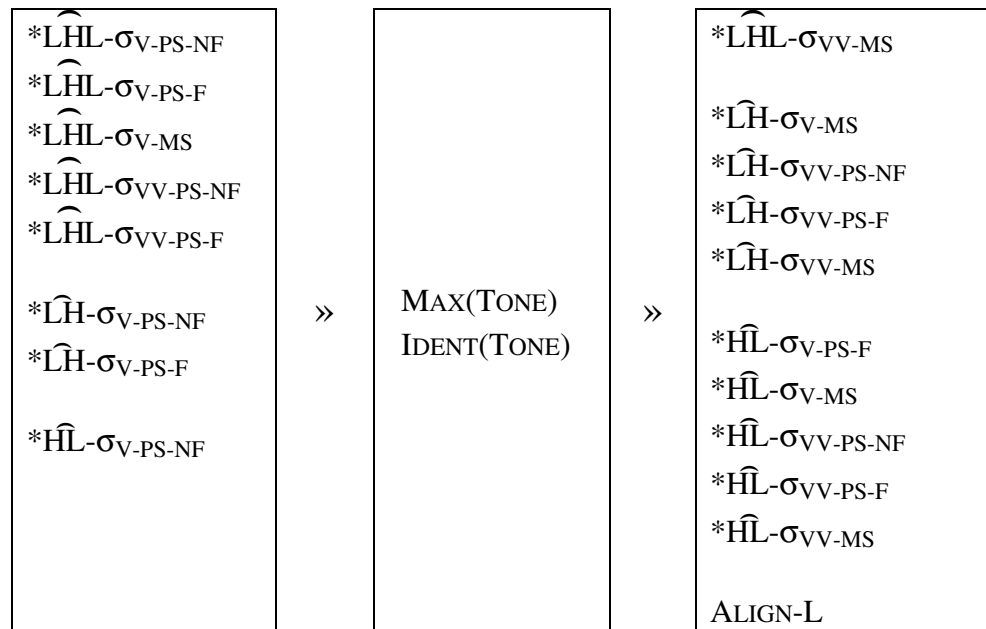 *L͡HL-σV-PS-NF
*L͡HL-σV-PS-F
*L͡HL-σV-MS
*L͡HL-σVV-PS-NF
*L͡HL-σVV-PS-F
*L͡H-σV-PS-NF
*L͡H-σV-PS-F
*H͡L-σV-PS-NF
»
MAX(TONE)
IDENT(TONE)
»
*L͡HL-σVV-MS
*L͡H-σV-MS
*L͡H-σVV-PS-NF
*L͡H-σVV-PS-F
*L͡H-σVV-MS
*H͡L-σV-PS-F
*H͡L-σV-MS
*H͡L-σVV-PS-NF
*H͡L-σVV-PS-F
*H͡L-σVV-MS
ALIGN-L